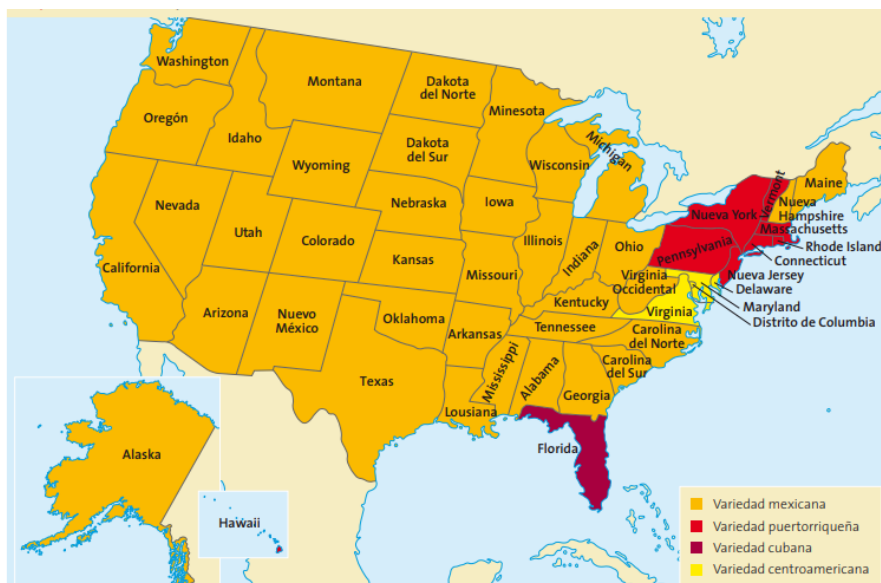 Washington
Montana
Dakota
del Norte
Minesota
Oregón
Idaho
Dakota
del Sur
Wyoming
Wisconsin
Michigan
Maine
Vermont
Nueva
Hampshire
Nueva York
Massachusetts
Rhode Island
Connecticut
Nevada
Nebraska
Iowa
Utah
Colorado
Illinois
Indiana
Ohio
Pennsylvania
Nueva Jersey
Delaware
Maryland
Distrito de Columbia
California
Kansas
Missouri
Virginia
Occidental
Kentucky
Virginia
Arizona
Nuevo
México
Oklahoma
Arkansas
Tennessee
Carolina
del Norte
Carolina
del Sur
Texas
Mississippi
Alabama
Georgia
Lousiana
Florida
Alaska
Hawaii
Variedad mexicana
Variedad puertorriqueña
Variedad cubana
Variedad centroamericana